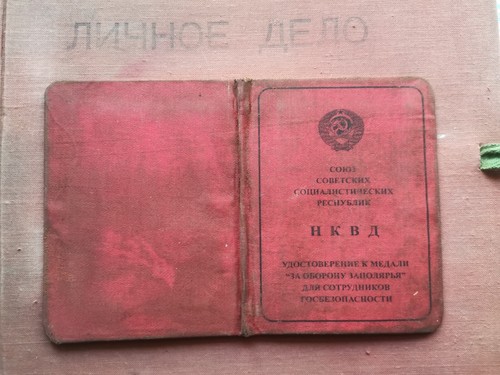 ЛИЧНОЕ ДЕЛО
СОЮЗ
СОВЕТСКИХ
СОЦИАЛИСТИЧЕСКИХ
РЕСПУБЛИК
НКВД
УДОСТОВЕРЕНИЕ К МЕДАЛИ
"ЗА ОБОРОНУ ЗАПОЛЯРЬЯ"
ДЛЯ СОТРУДНИКОВ
ГОСБЕЗОПАСНОСТИ